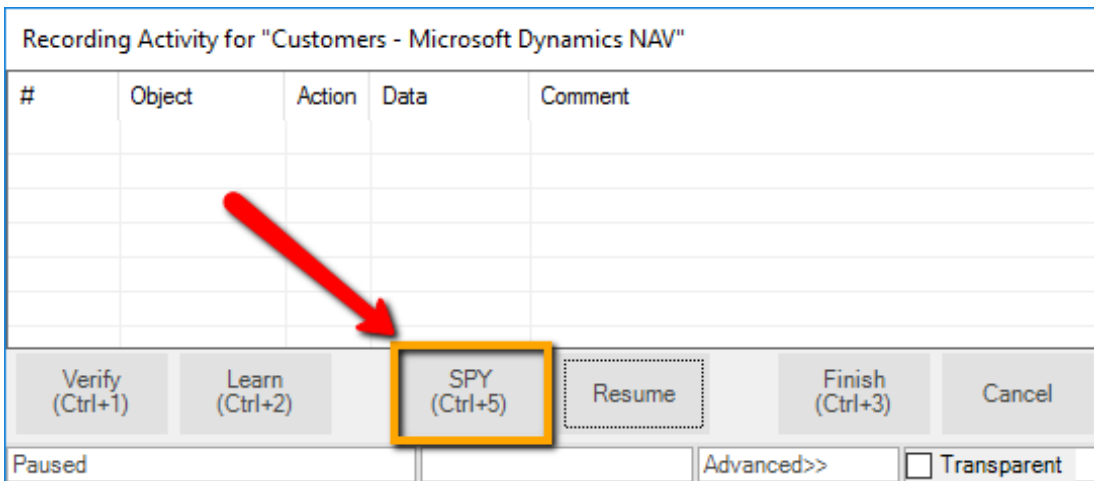 Recording Activity for "Customers - Microsoft Dynamics NAV"
# Object Action Data Comment
Verify (Ctrl+1)
Learn (Ctrl+2)
SPY (Ctrl+5)
Resume
Finish (Ctrl+3)
Cancel
Paused Advanced>> Transparent